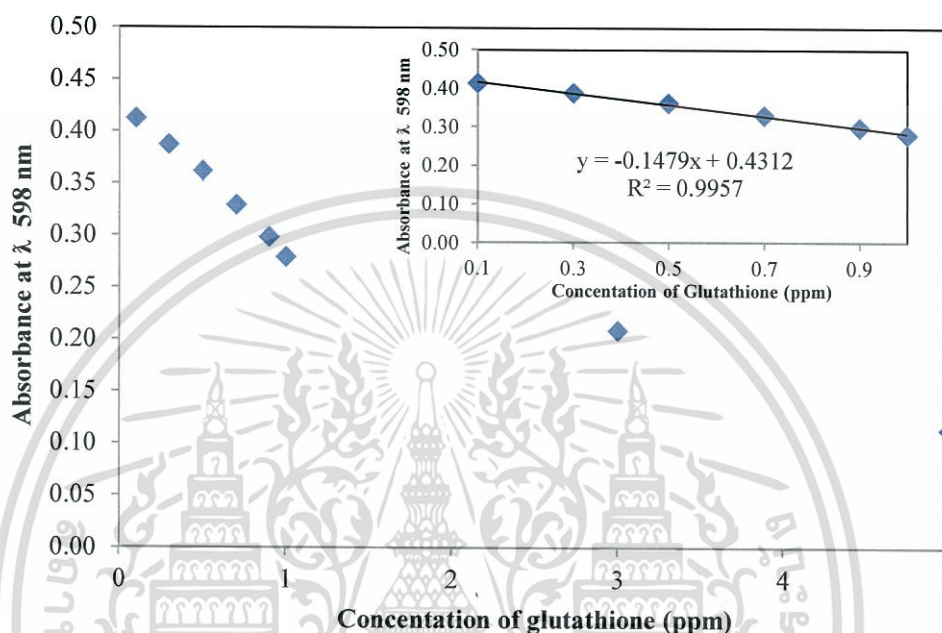 0.50
0.45
0.40
0.35
0.30
0.25
0.20
0.15
0.10
0.05
0.00
Absorbance at λ 598 nm
0 1 2 3 4
Concentration of glutathione (ppm)
0.50
0.40
0.30
0.20
0.10
0.00
Absorbance at λ 598 nm
y = -0.1479x + 0.4312
R² = 0.9957
0.1 0.3 0.5 0.7 0.9
Concentation of Glutathione (ppm)